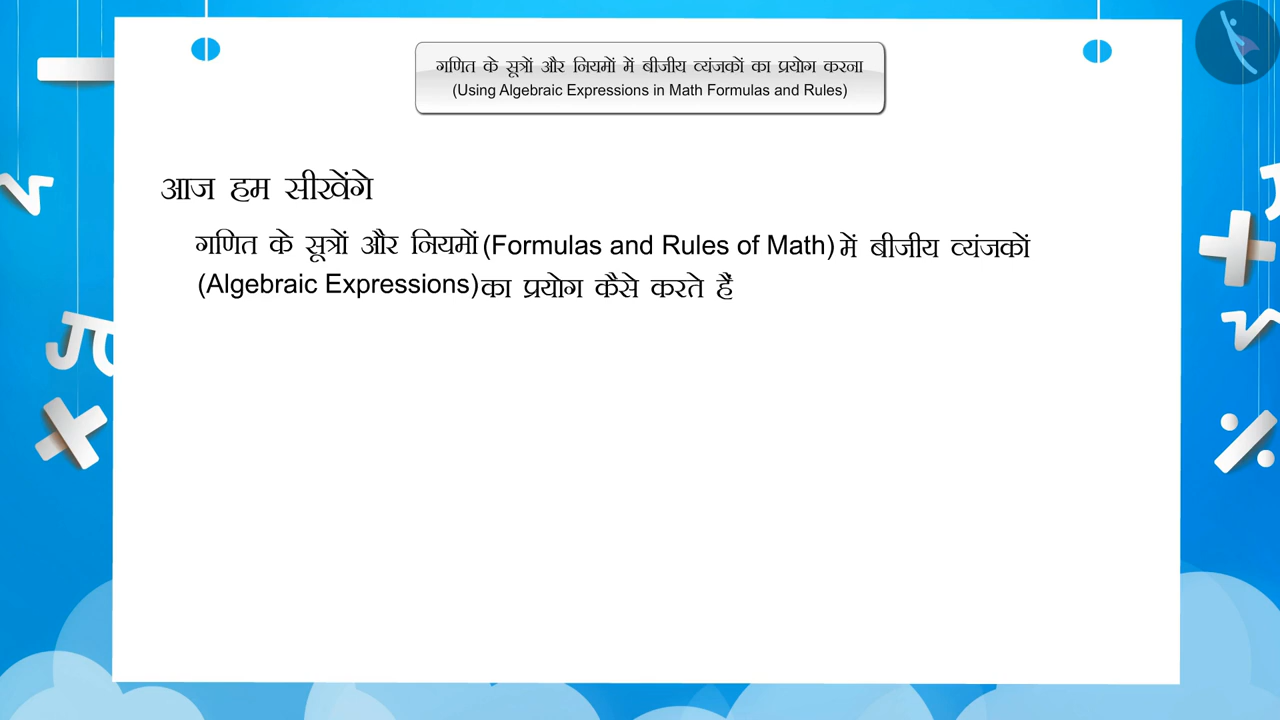 गणित के सूत्रों और नियमों में बीजीय व्यंजकों का प्रयोग करना
(Using Algebraic Expressions in Math Formulas and Rules)
आज हम सीखेंगे
गणित के सूत्रों और नियमों (Formulas and Rules of Math) में बीजीय व्यंजकों
(Algebraic Expressions) का प्रयोग कैसे करते हैं